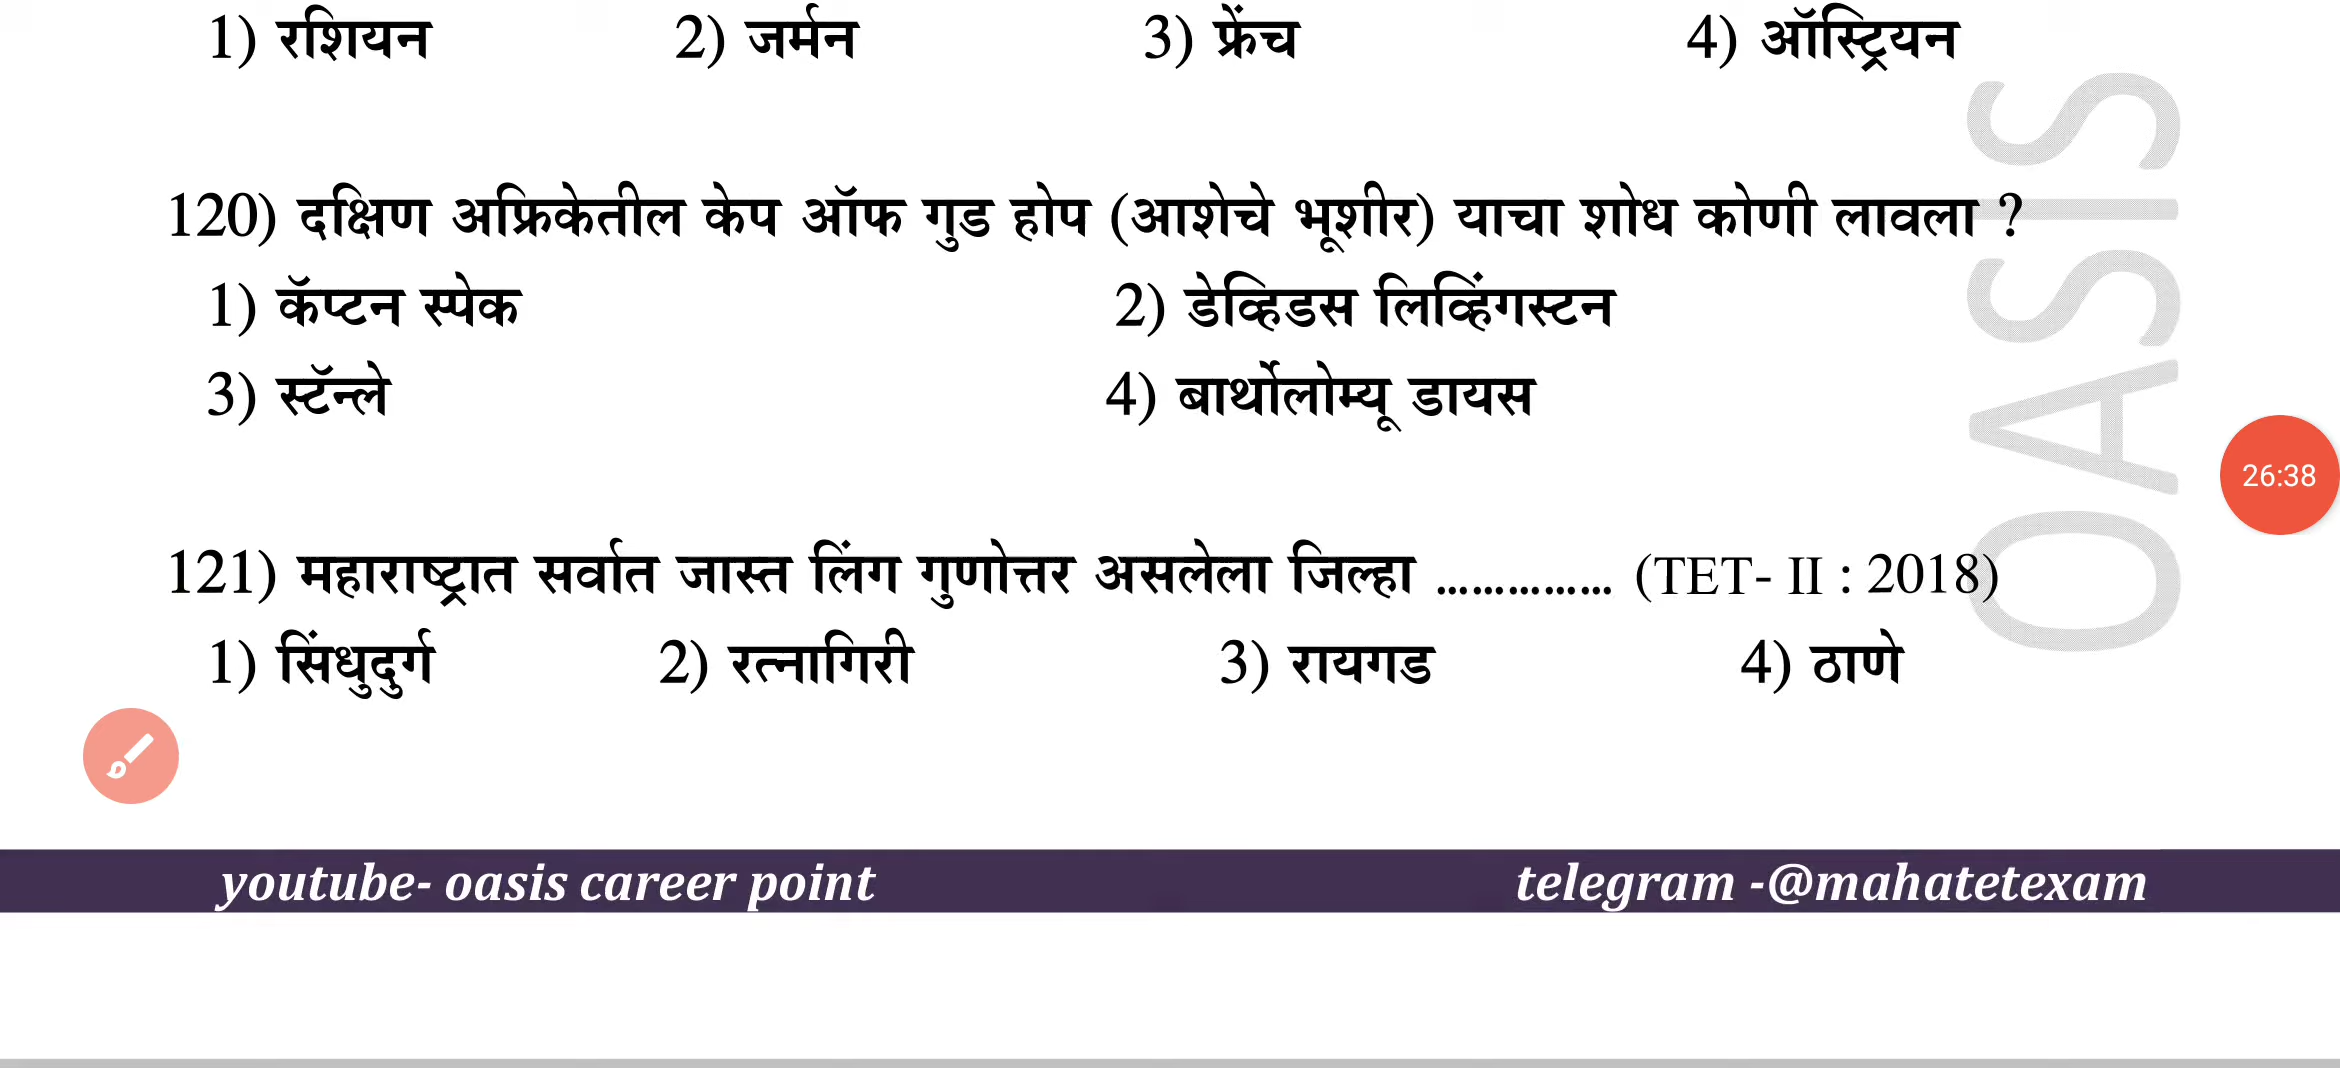 1) रशियन 2) जर्मन 3) फ्रेंच 4) ऑस्ट्रियन
120) दक्षिण अफ्रिकेतील केप ऑफ गुड होप (आशेचे भूशीर) याचा शोध कोणी लावला ?
1) कॅप्टन स्पेक 2) डेव्हिडस लिव्हिंगस्टन
3) स्टॅन्ले 4) बार्थोलोम्यू डायस
OASIS
26:38
121) महाराष्ट्रात सर्वात जास्त लिंग गुणोत्तर असलेला जिल्हा ............... (TET- II : 2018)
1) सिंधुदुर्ग 2) रत्नागिरी 3) रायगड 4) ठाणे
youtube- oasis career point telegram -@mahatetexam